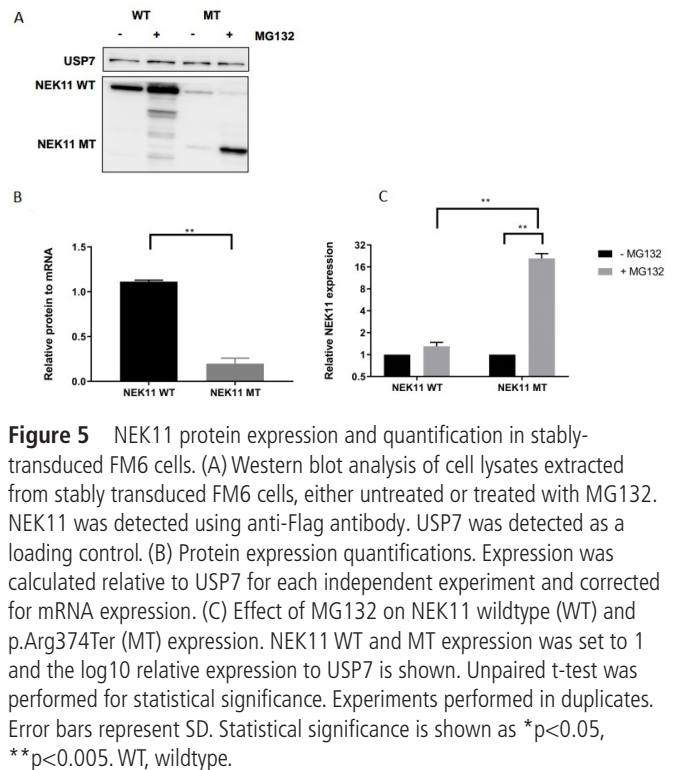 A
WT MT
- + - + MG132
USP7
NEK11 WT
NEK11 MT
B
**
Relative protein to mRNA
1.5
1.0
0.5
0.0
NEK11 WT NEK11 MT
C
**
**
Relative NEK11 expression
32
16
8
4
2
1
0.5
NEK11 WT NEK11 MT
- MG132
+ MG132
Figure 5 NEK11 protein expression and quantification in stably-
transduced FM6 cells. (A) Western blot analysis of cell lysates extracted
from stably transduced FM6 cells, either untreated or treated with MG132.
NEK11 was detected using anti-Flag antibody. USP7 was detected as a
loading control. (B) Protein expression quantifications. Expression was
calculated relative to USP7 for each independent experiment and corrected
for mRNA expression. (C) Effect of MG132 on NEK11 wildtype (WT) and
p.Arg374Ter (MT) expression. NEK11 WT and MT expression was set to 1
and the log10 relative expression to USP7 is shown. Unpaired t-test was
performed for statistical significance. Experiments performed in duplicates.
Error bars represent SD. Statistical significance is shown as *p<0.05,
**p<0.005. WT, wildtype.